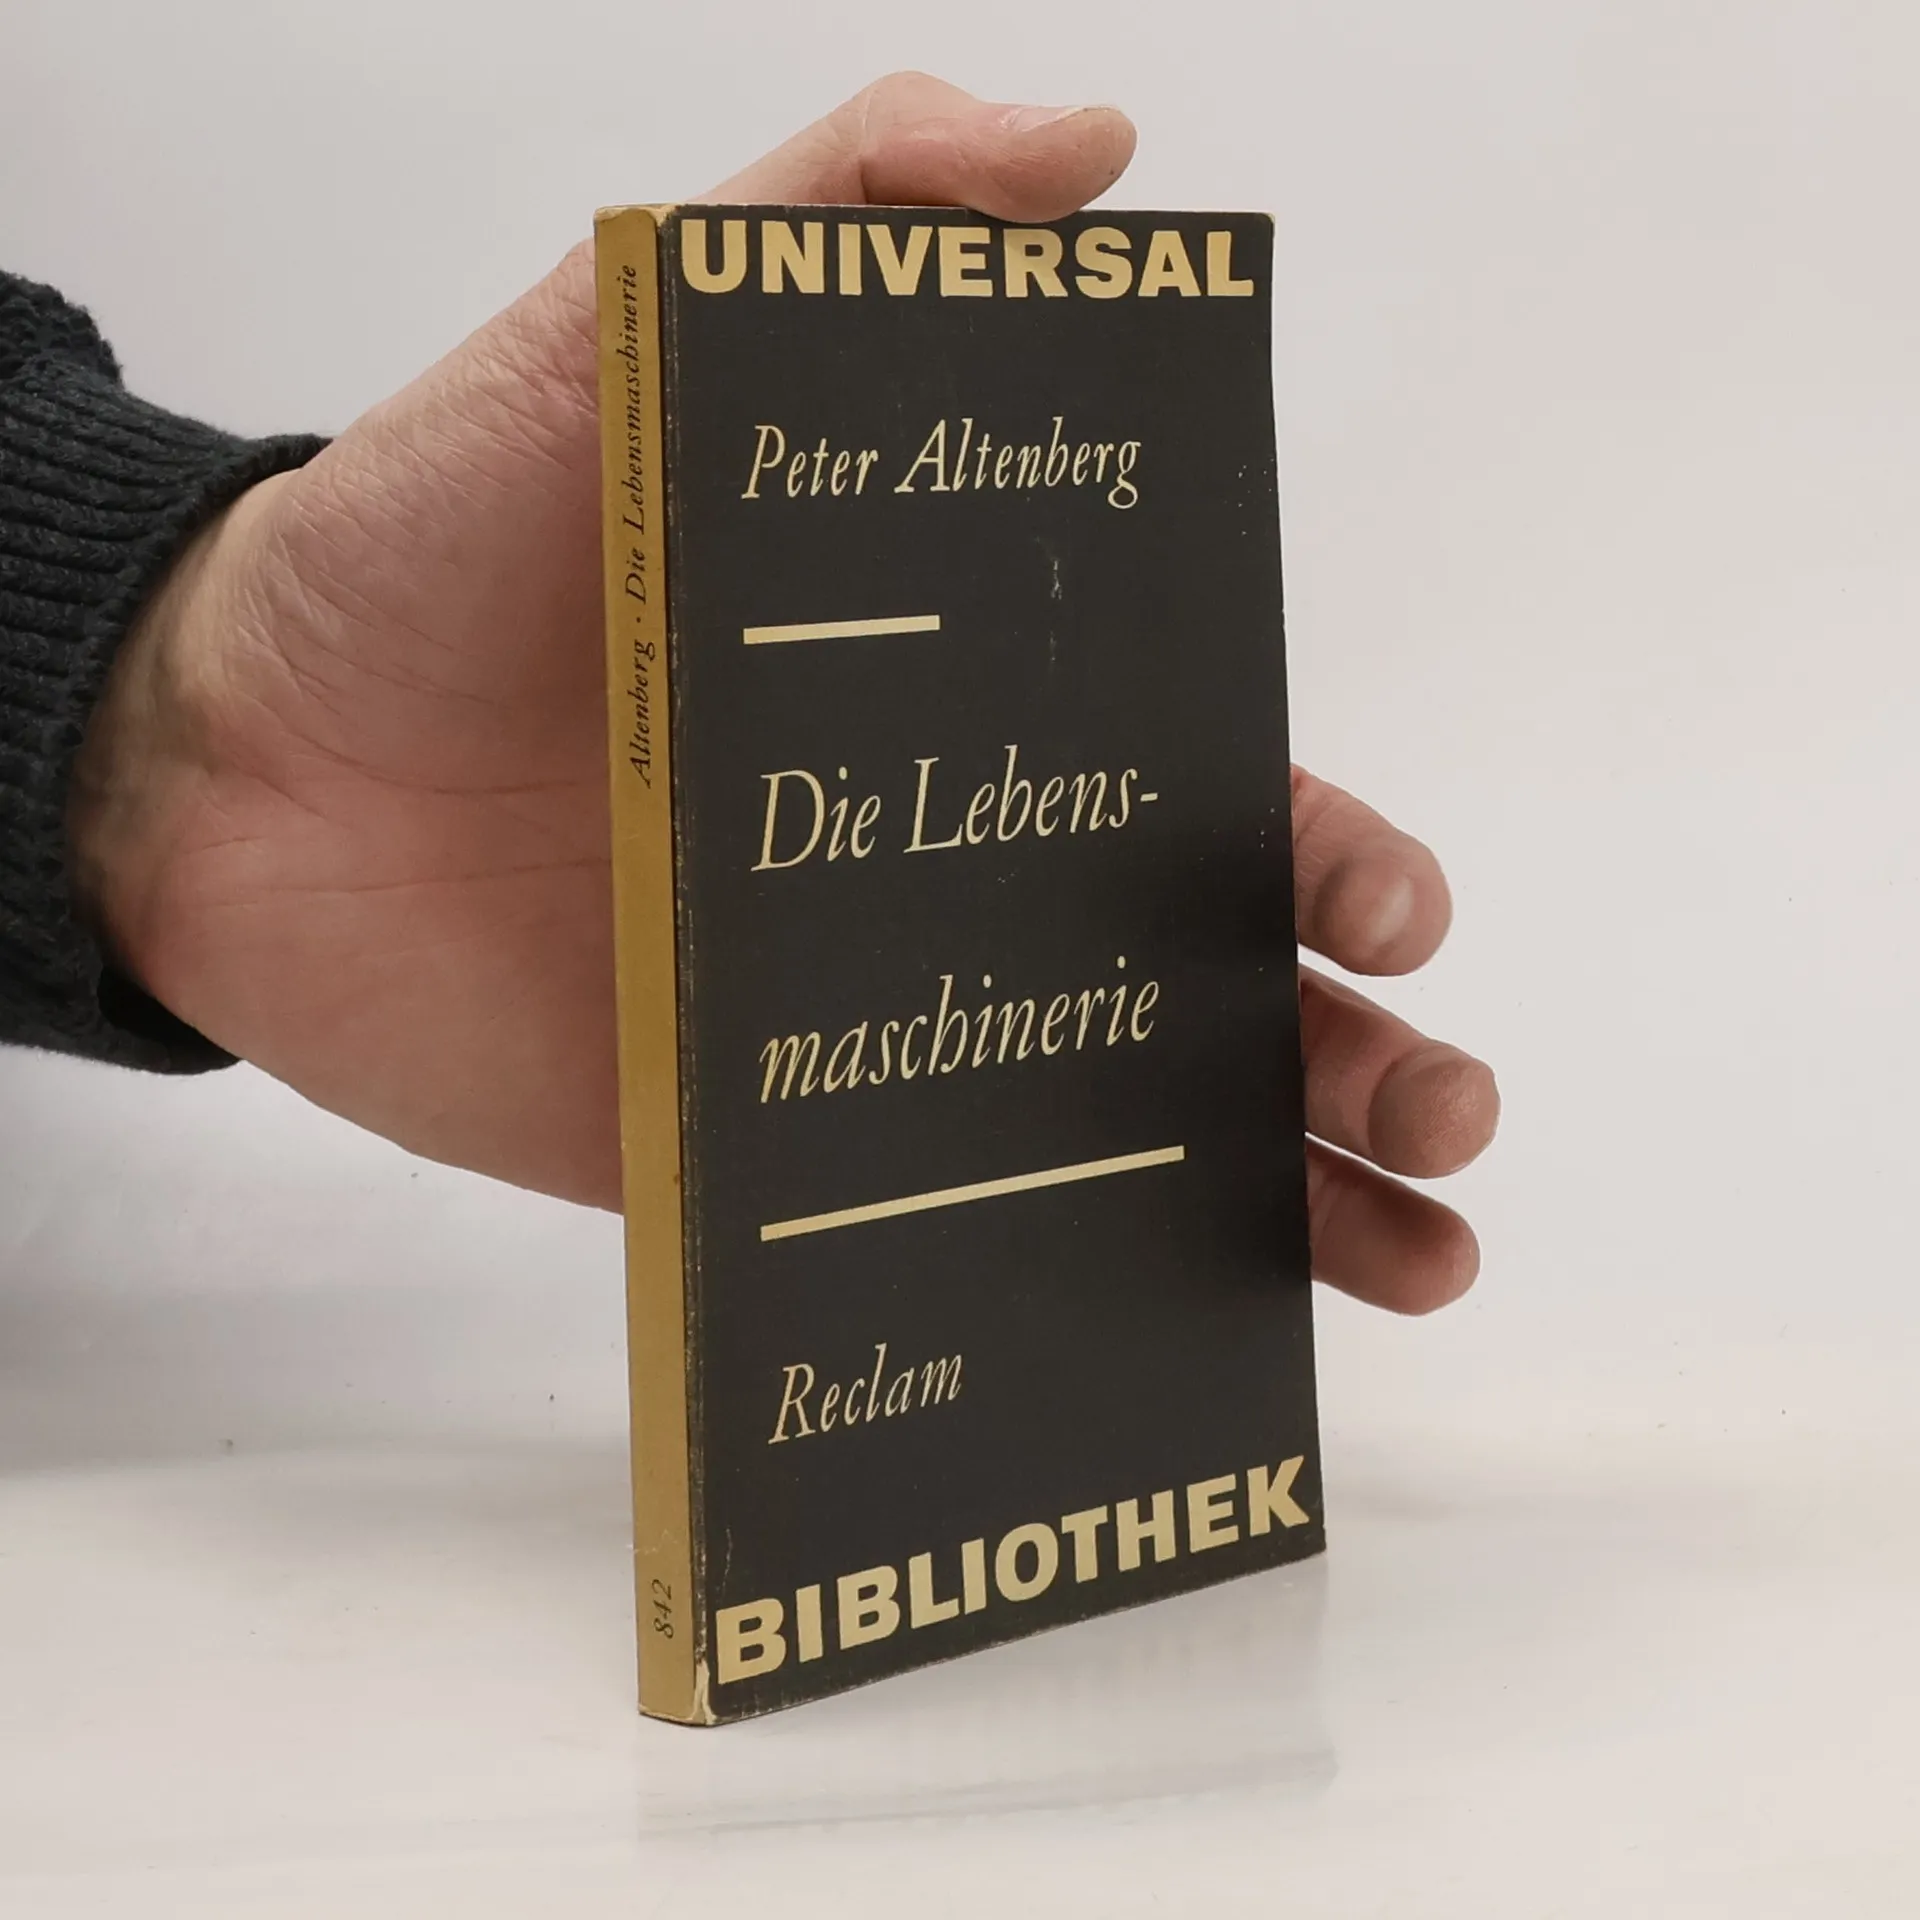 UNIVERSAL
Peter Altenberg
Die Lebens-
maschinerie
Reclam
BIBLIOTHEK
Altenberg · Die Lebensmaschinerie
842